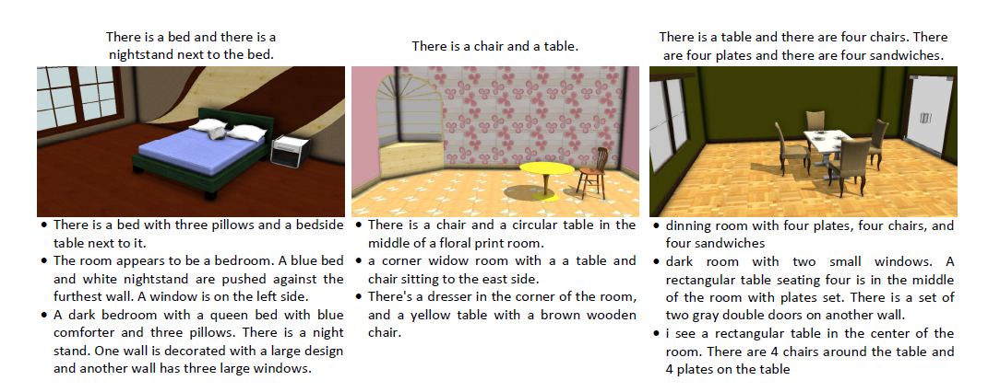 There is a bed and there is a
nightstand next to the bed.
There is a bed with three pillows and a bedside
table next to it.
The room appears to be a bedroom. A blue bed
and white nightstand are pushed against the
furthest wall. A window is on the left side.
A dark bedroom with a queen bed with blue
comforter and three pillows. There is a night
stand. One wall is decorated with a large design
and another wall has three large windows.
There is a chair and a table.
There is a chair and a circular table in the
middle of a floral print room.
a corner widow room with a a table and
chair sitting to the east side.
There's a dresser in the corner of the room,
and a yellow table with a brown wooden
chair.
There is a table and there are four chairs. There
are four plates and there are four sandwiches.
dinning room with four plates, four chairs, and
four sandwiches
dark room with two small windows. A
rectangular table seating four is in the middle
of the room with plates set. There is a set of
two gray double doors on another wall.
i see a rectangular table in the center of the
room. There are 4 chairs around the table and
4 plates on the table